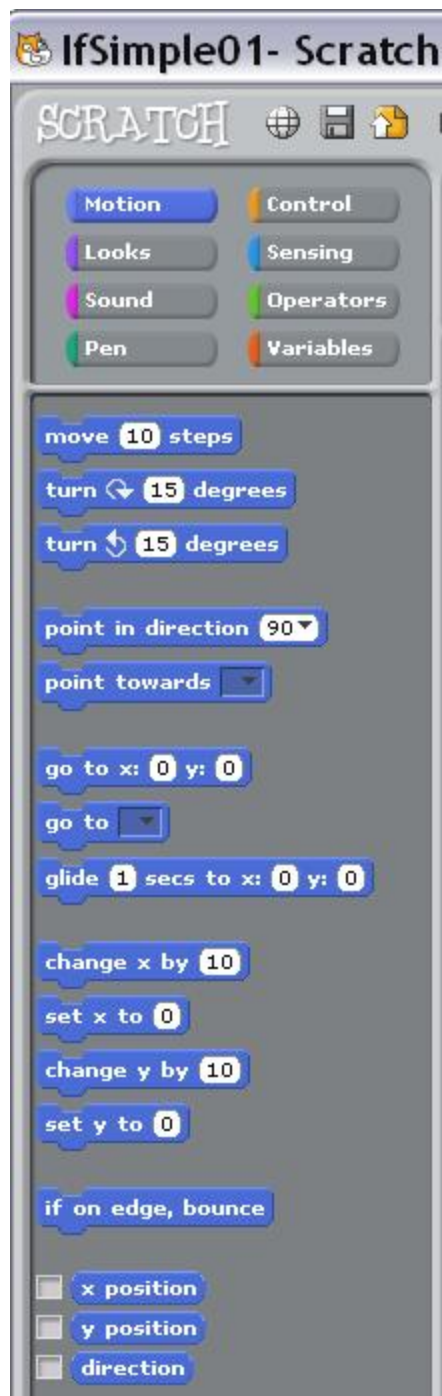 IfSimple01- Scratch
SCRATCH
Motion Control
Looks Sensing
Sound Operators
Pen Variables
move 10 steps
turn 15 degrees
turn 15 degrees
point in direction 90
point towards
go to x: 0 y: 0
go to
glide 1 secs to x: 0 y: 0
change x by 10
set x to 0
change y by 10
set y to 0
if on edge, bounce
x position
y position
direction